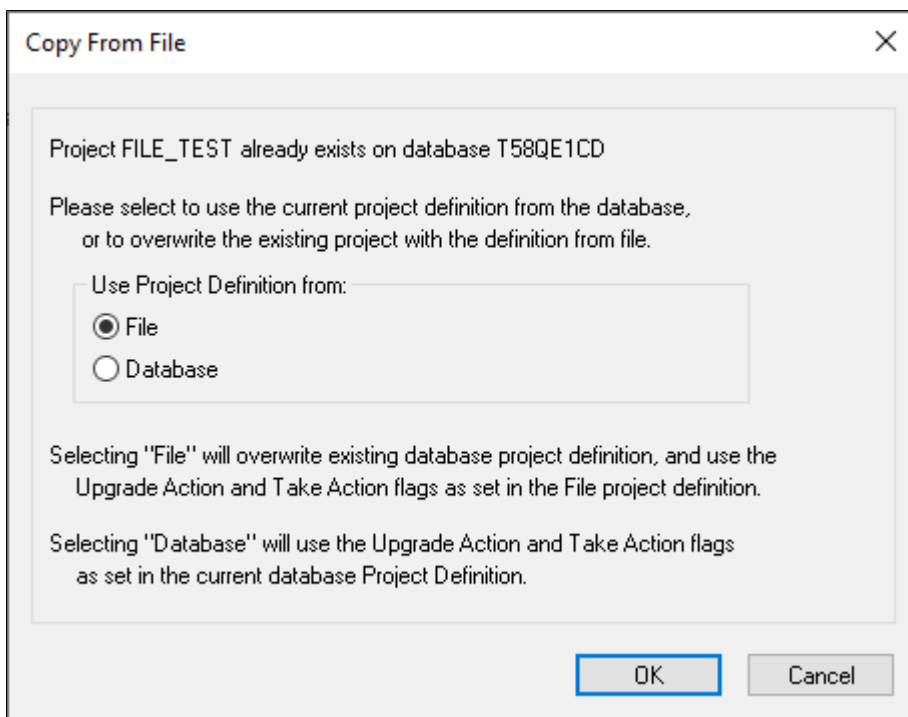 Copy From File
Project FILE_TEST already exists on database T58QE1CD
Please select to use the current project definition from the database,
or to overwrite the existing project with the definition from file.
Use Project Definition from:
File
Database
Selecting "File" will overwrite existing database project definition, and use the
Upgrade Action and Take Action flags as set in the File project definition.
Selecting "Database" will use the Upgrade Action and Take Action flags
as set in the current database Project Definition.
OK
Cancel